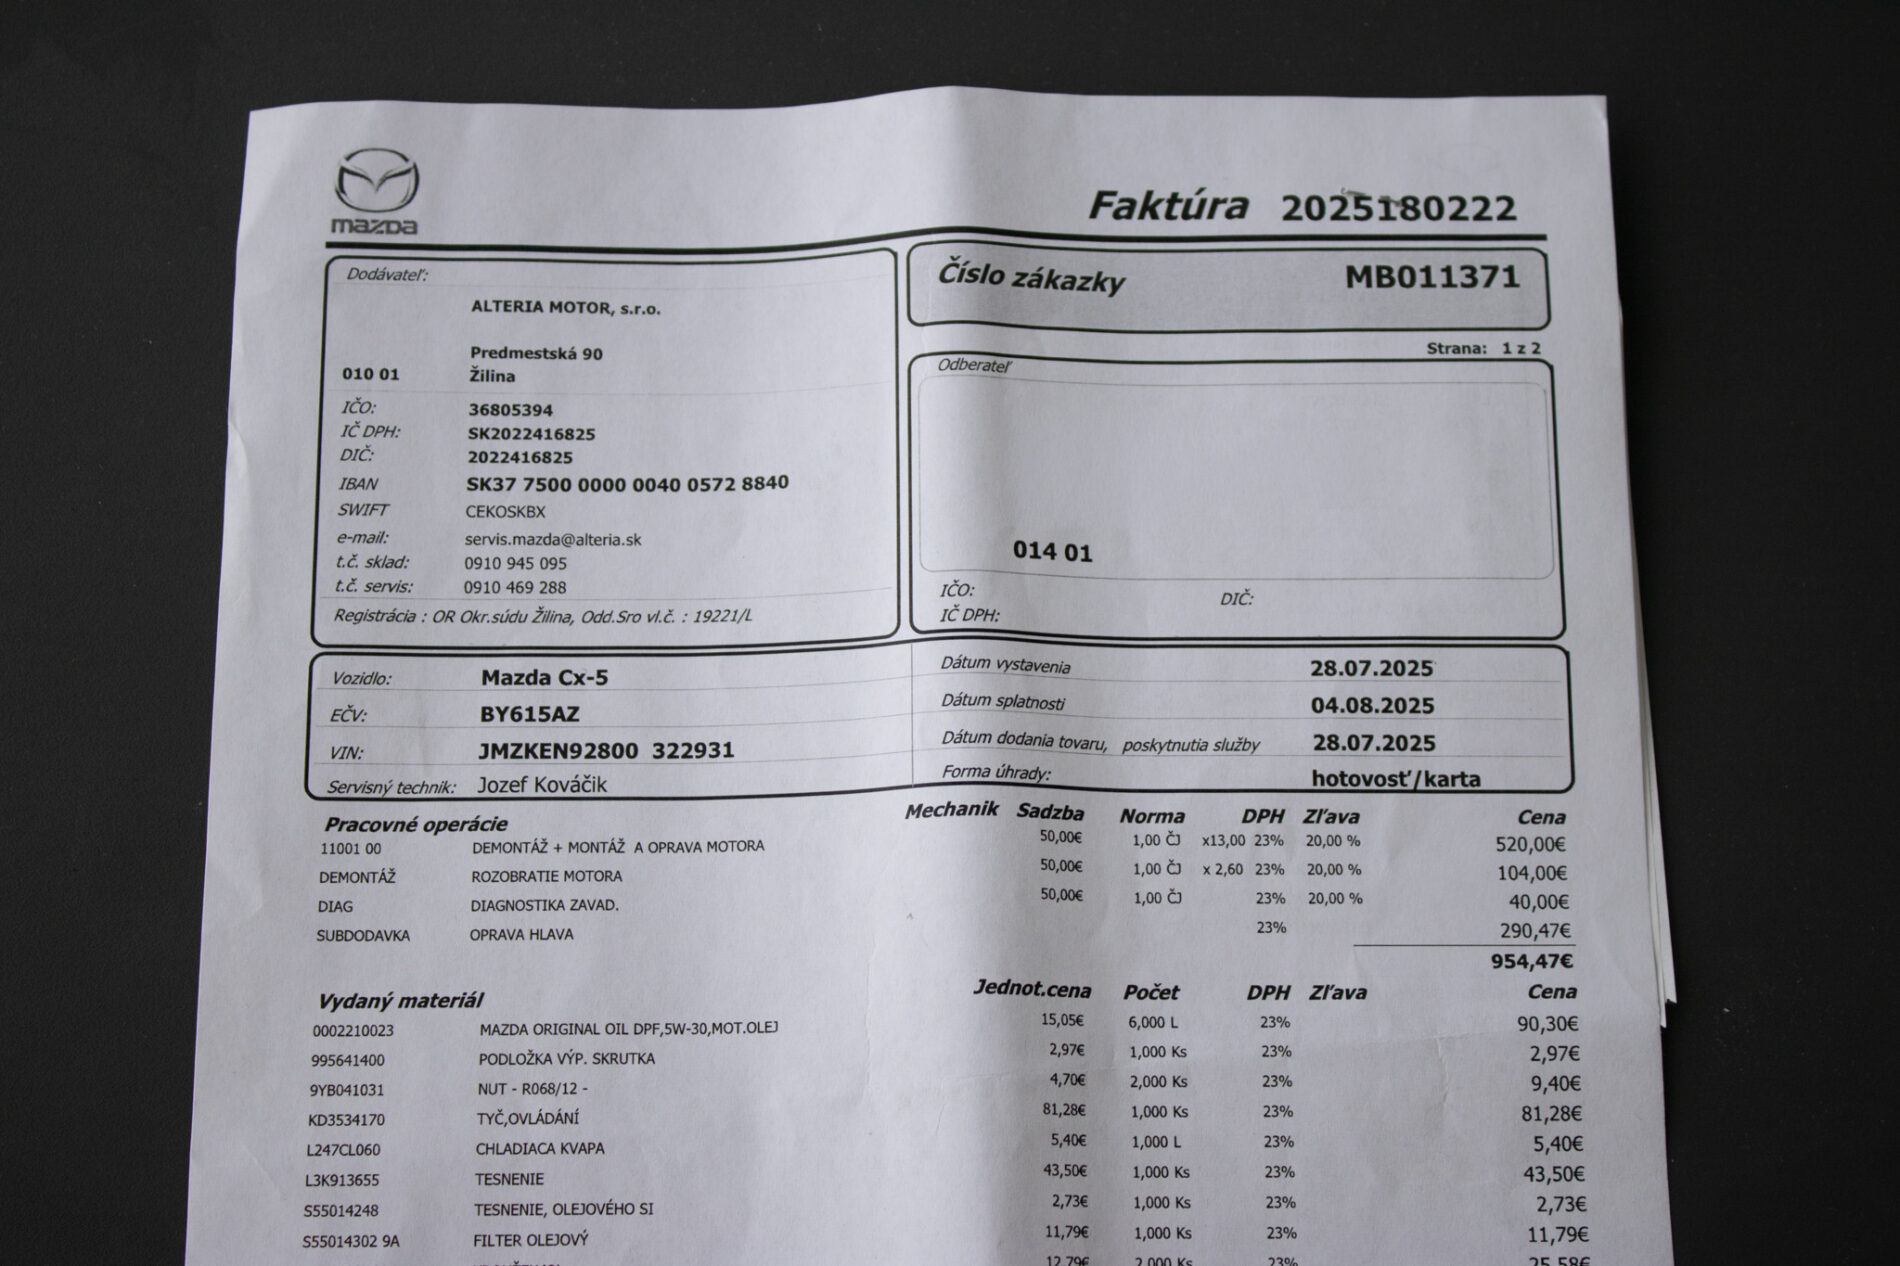 mazda
Faktúra 2025180222
Dodávateľ:
ALTERIA MOTOR, s.r.o.
Predmestská 90
010 01 Žilina
IČO: 36805394
IČ DPH: SK2022416825
DIČ: 2022416825
IBAN SK37 7500 0000 0040 0572 8840
SWIFT CEKOSKBX
e-mail: servis.mazda@alteria.sk
t.č. sklad: 0910 945 095
t.č. servis: 0910 469 288
Registrácia : OR Okr.súdu Žilina, Odd.Sro vl.č. : 19221/L
Číslo zákazky MB011371
Strana: 1 z 2
Odberateľ
014 01
IČO: DIČ:
IČ DPH:
Vozidlo: Mazda Cx-5
EČV: BY615AZ
VIN: JMZKEN92800 322931
Servisný technik: Jozef Kováčik
Dátum vystavenia 28.07.2025
Dátum splatnosti 04.08.2025
Dátum dodania tovaru, poskytnutia služby 28.07.2025
Forma úhrady: hotovosť/karta
Pracovné operácie Mechanik Sadzba Norma DPH Zľava Cena
11001 00 DEMONTÁŽ + MONTÁŽ A OPRAVA MOTORA 50,00€ 1,00 ČJ x13,00 23% 20,00 % 520,00€
DEMONTÁŽ ROZOBRATIE MOTORA 50,00€ 1,00 ČJ x 2,60 23% 20,00 % 104,00€
DIAG DIAGNOSTIKA ZAVAD. 50,00€ 1,00 ČJ 23% 20,00 % 40,00€
SUBDODAVKA OPRAVA HLAVA 23% 290,47€
954,47€
Vydaný materiál Jednot.cena Počet DPH Zľava Cena
0002210023 MAZDA ORIGINAL OIL DPF,5W-30,MOT.OLEJ 15,05€ 6,000 L 23% 90,30€
995641400 PODLOŽKA VÝP. SKRUTKA 2,97€ 1,000 Ks 23% 2,97€
9YB041031 NUT - R068/12 - 4,70€ 2,000 Ks 23% 9,40€
KD3534170 TYČ,OVLÁDÁNÍ 81,28€ 1,000 Ks 23% 81,28€
L247CL060 CHLADIACA KVAPA 5,40€ 1,000 L 23% 5,40€
L3K913655 TESNENIE 43,50€ 1,000 Ks 23% 43,50€
S55014248 TESNENIE, OLEJOVÉHO SI 2,73€ 1,000 Ks 23% 2,73€
S55014302 9A FILTER OLEJOVÝ 11,79€ 1,000 Ks 23% 11,79€
12,79€ 2,000 Ks 23% 25,58€